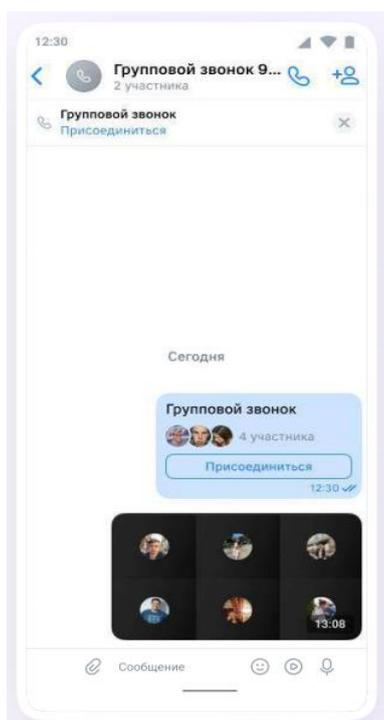 12:30
Групповой звонок 9...
2 участника
Групповой звонок
Присоединиться
Сегодня
Групповой звонок
4 участника
Присоединиться
12:30
13:08
Сообщение